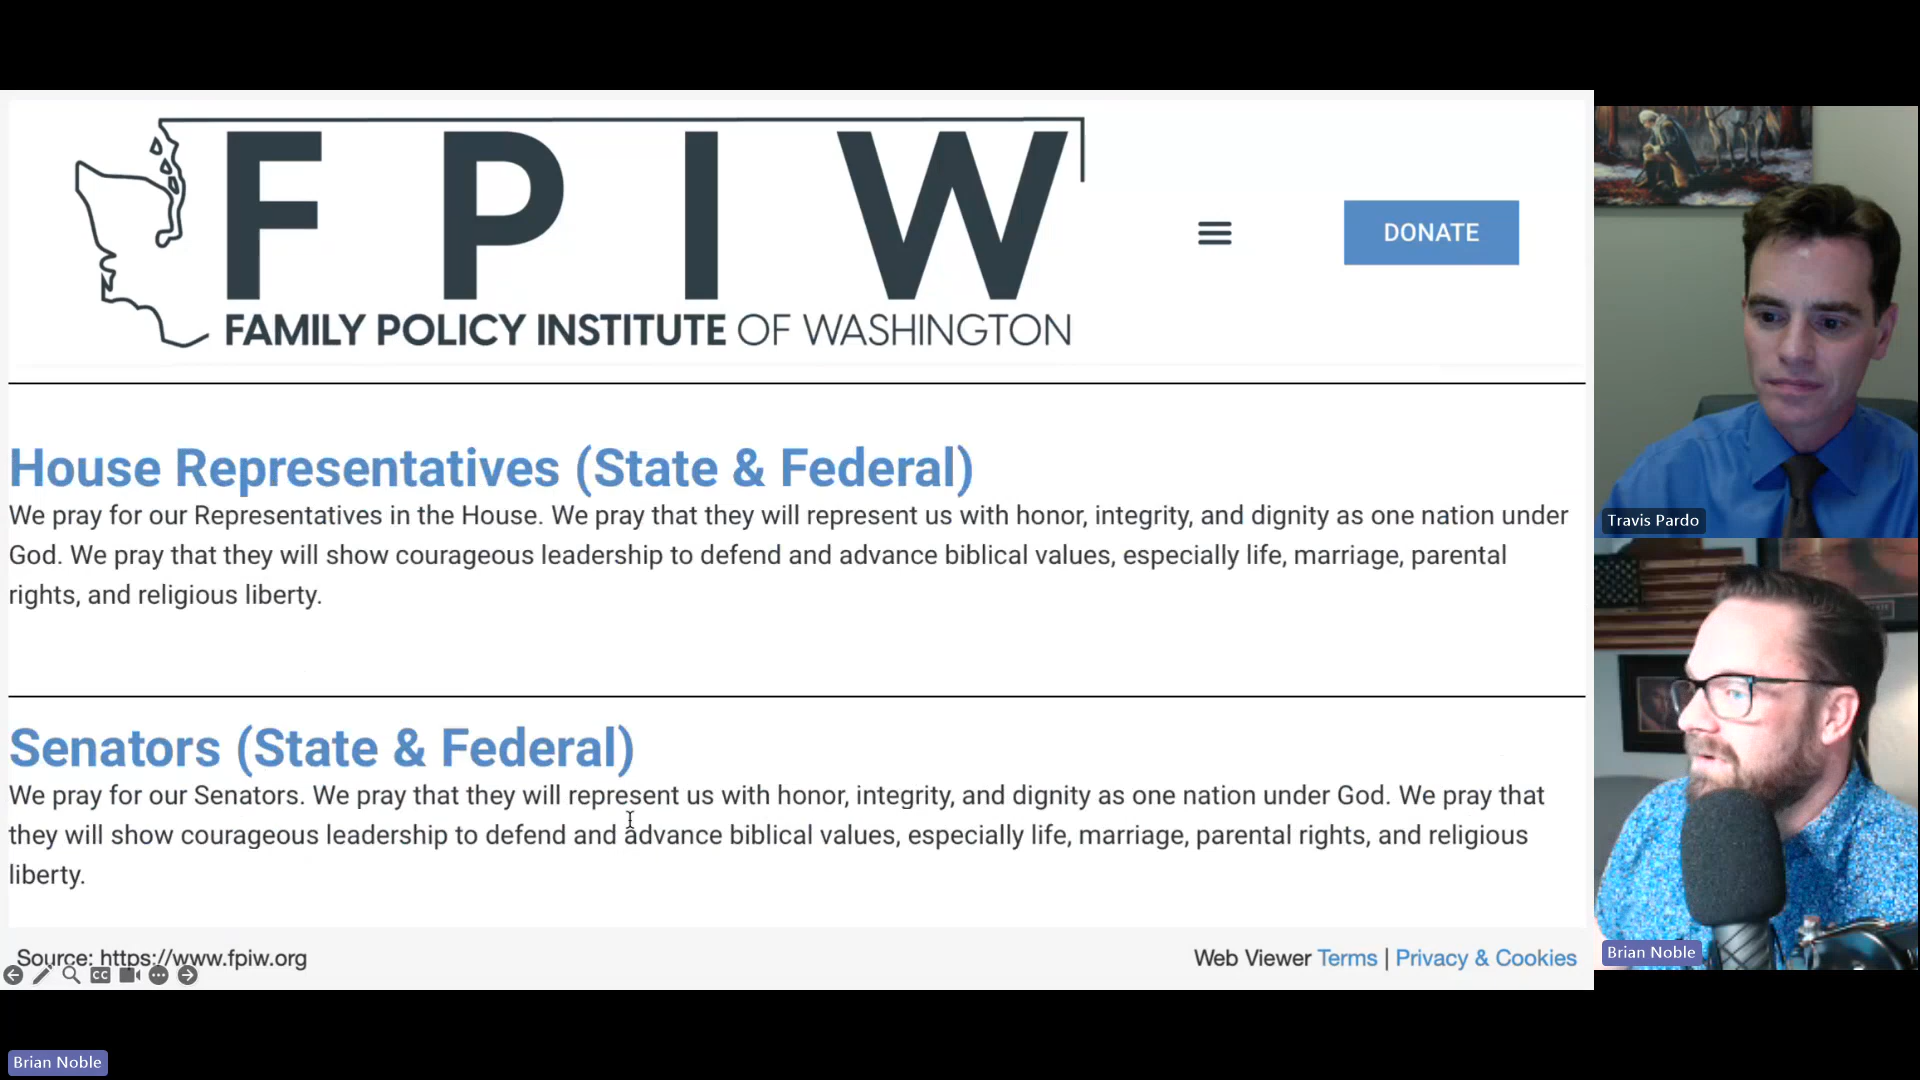 F P I W
FAMILY POLICY INSTITUTE OF WASHINGTON
DONATE
House Representatives (State & Federal)
We pray for our Representatives in the House. We pray that they will represent us with honor, integrity, and dignity as one nation under
God. We pray that they will show courageous leadership to defend and advance biblical values, especially life, marriage, parental
rights, and religious liberty.
Senators (State & Federal)
We pray for our Senators. We pray that they will represent us with honor, integrity, and dignity as one nation under God. We pray that
they will show courageous leadership to defend and advance biblical values, especially life, marriage, parental rights, and religious
liberty.
Source: https://www.fpiw.org
Web Viewer Terms | Privacy & Cookies
CC
Travis Pardo
Brian Noble
Brian Noble